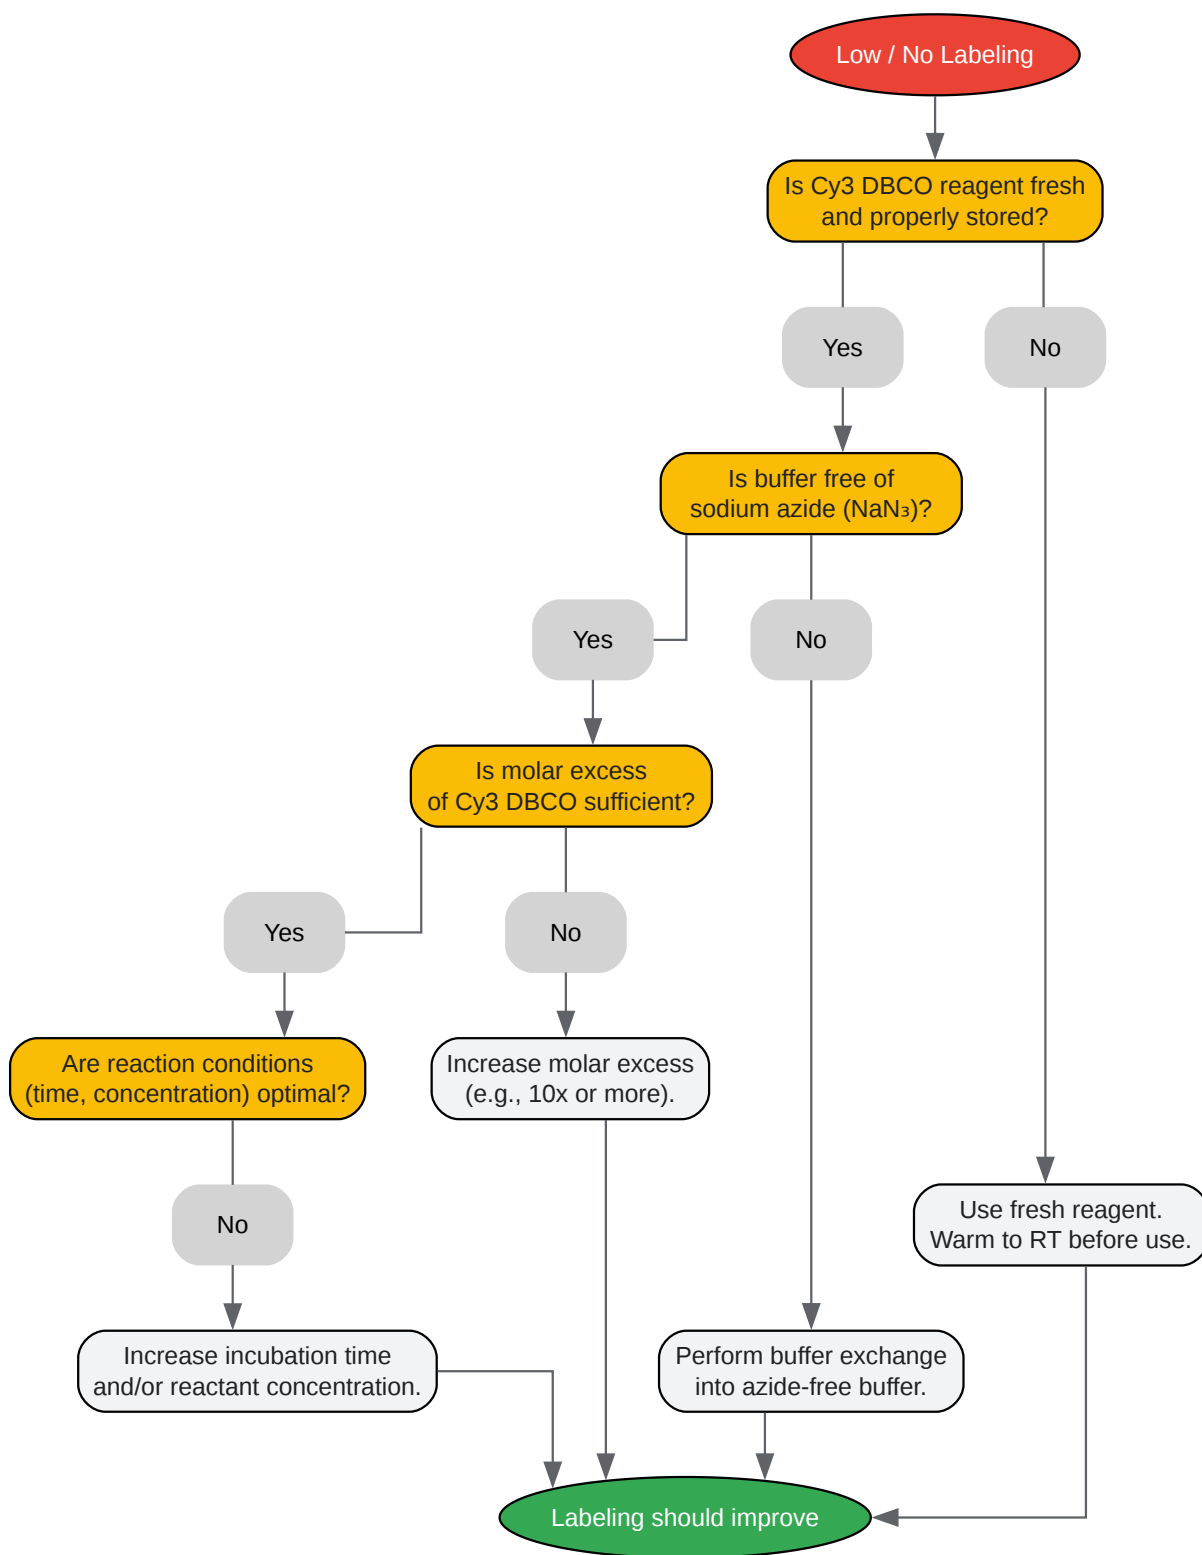 Low / No Labeling
Is Cy3 DBCO reagent fresh
and properly stored?
Yes
No
Is buffer free of
sodium azide (NaN₃)?
Yes
No
Is molar excess
of Cy3 DBCO sufficient?
Yes
No
Are reaction conditions
(time, concentration) optimal?
Increase molar excess
(e.g., 10x or more).
No
Use fresh reagent.
Warm to RT before use.
Increase incubation time
and/or reactant concentration.
Perform buffer exchange
into azide-free buffer.
Labeling should improve